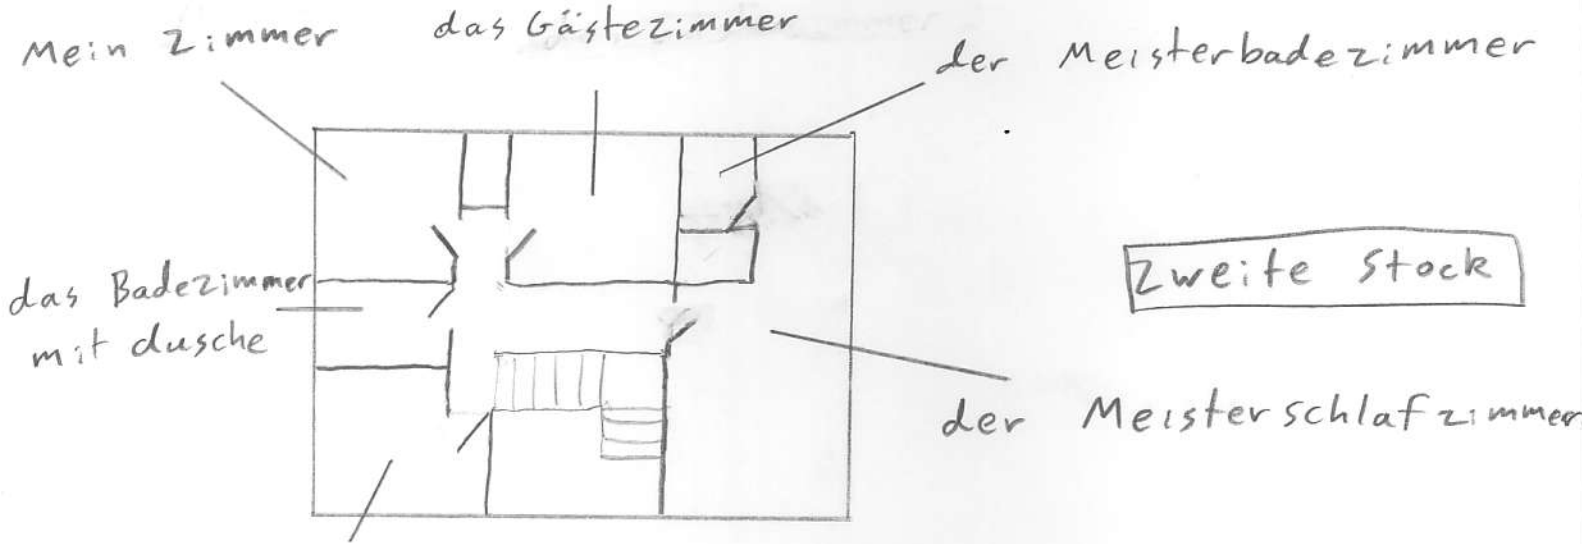 Mein Zimmer
das Gästezimmer
der Meisterbadezimmer
das Badezimmer
mit dusche
Zweite Stock
der Meisterschlafzimmer